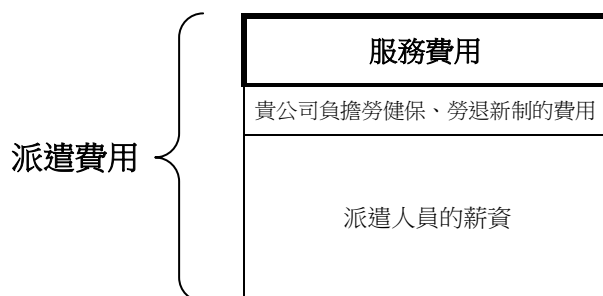 服務費用
貴公司負擔勞健保、勞退新制的費用
派遣費用
派遣人員的薪資